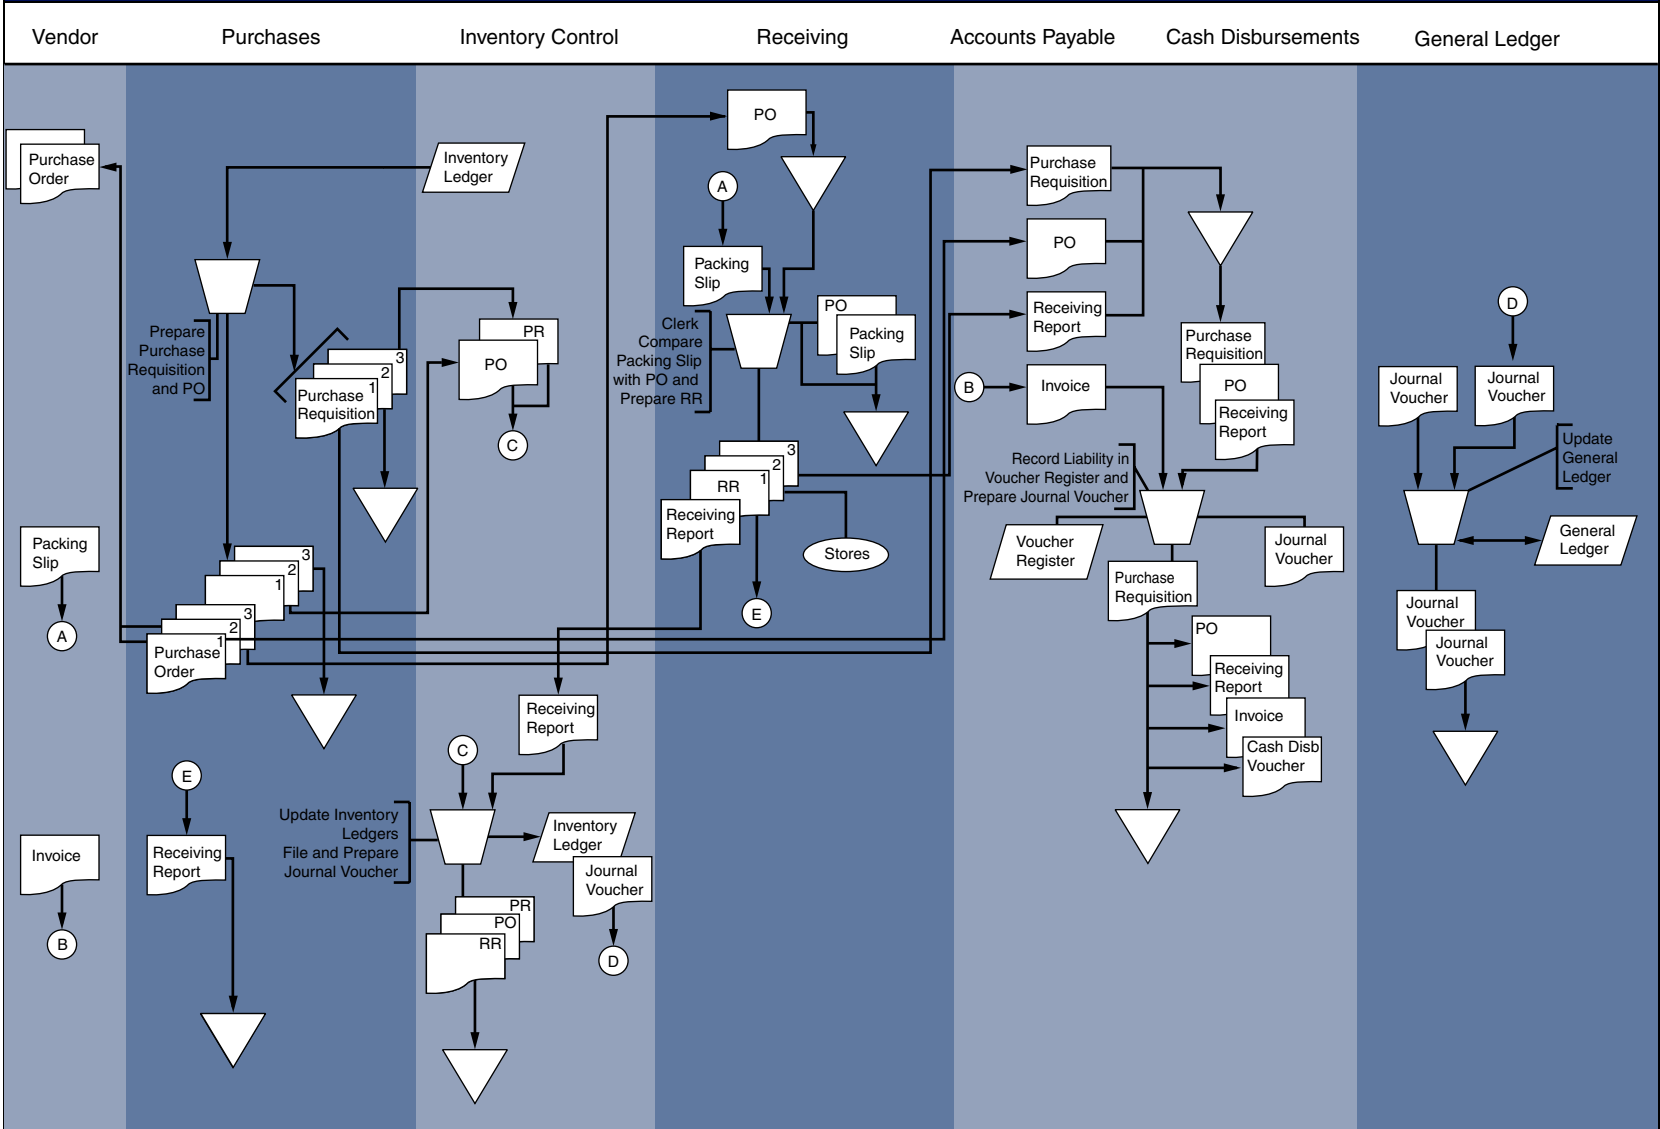 Vendor
Purchases
Inventory Control
Receiving
Accounts Payable
Cash Disbursements
General Ledger
Purchase
Order
Packing
Slip
A
Invoice
B
Prepare
Purchase
Requisition
and PO
3
2
1
Purchase
Requisition
3
2
1
3
2
1
Purchase
Order
E
Receiving
Report
Inventory
Ledger
PR
PO
C
Receiving
Report
C
Update Inventory
Ledgers
File and Prepare
Journal Voucher
Inventory
Ledger
Journal
Voucher
D
PR
PO
RR
PO
A
Packing
Slip
Clerk
Compare
Packing Slip
with PO and
Prepare RR
PO
Packing
Slip
3
2
1
RR
Receiving
Report
Stores
E
Purchase
Requisition
PO
Receiving
Report
B
Invoice
Purchase
Requisition
PO
Receiving
Report
Record Liability in
Voucher Register and
Prepare Journal Voucher
Voucher
Register
Journal
Voucher
Purchase
Requisition
PO
Receiving
Report
Invoice
Cash Disb
Voucher
D
Journal
Voucher
Journal
Voucher
Update
General
Ledger
General
Ledger
Journal
Voucher
Journal
Voucher